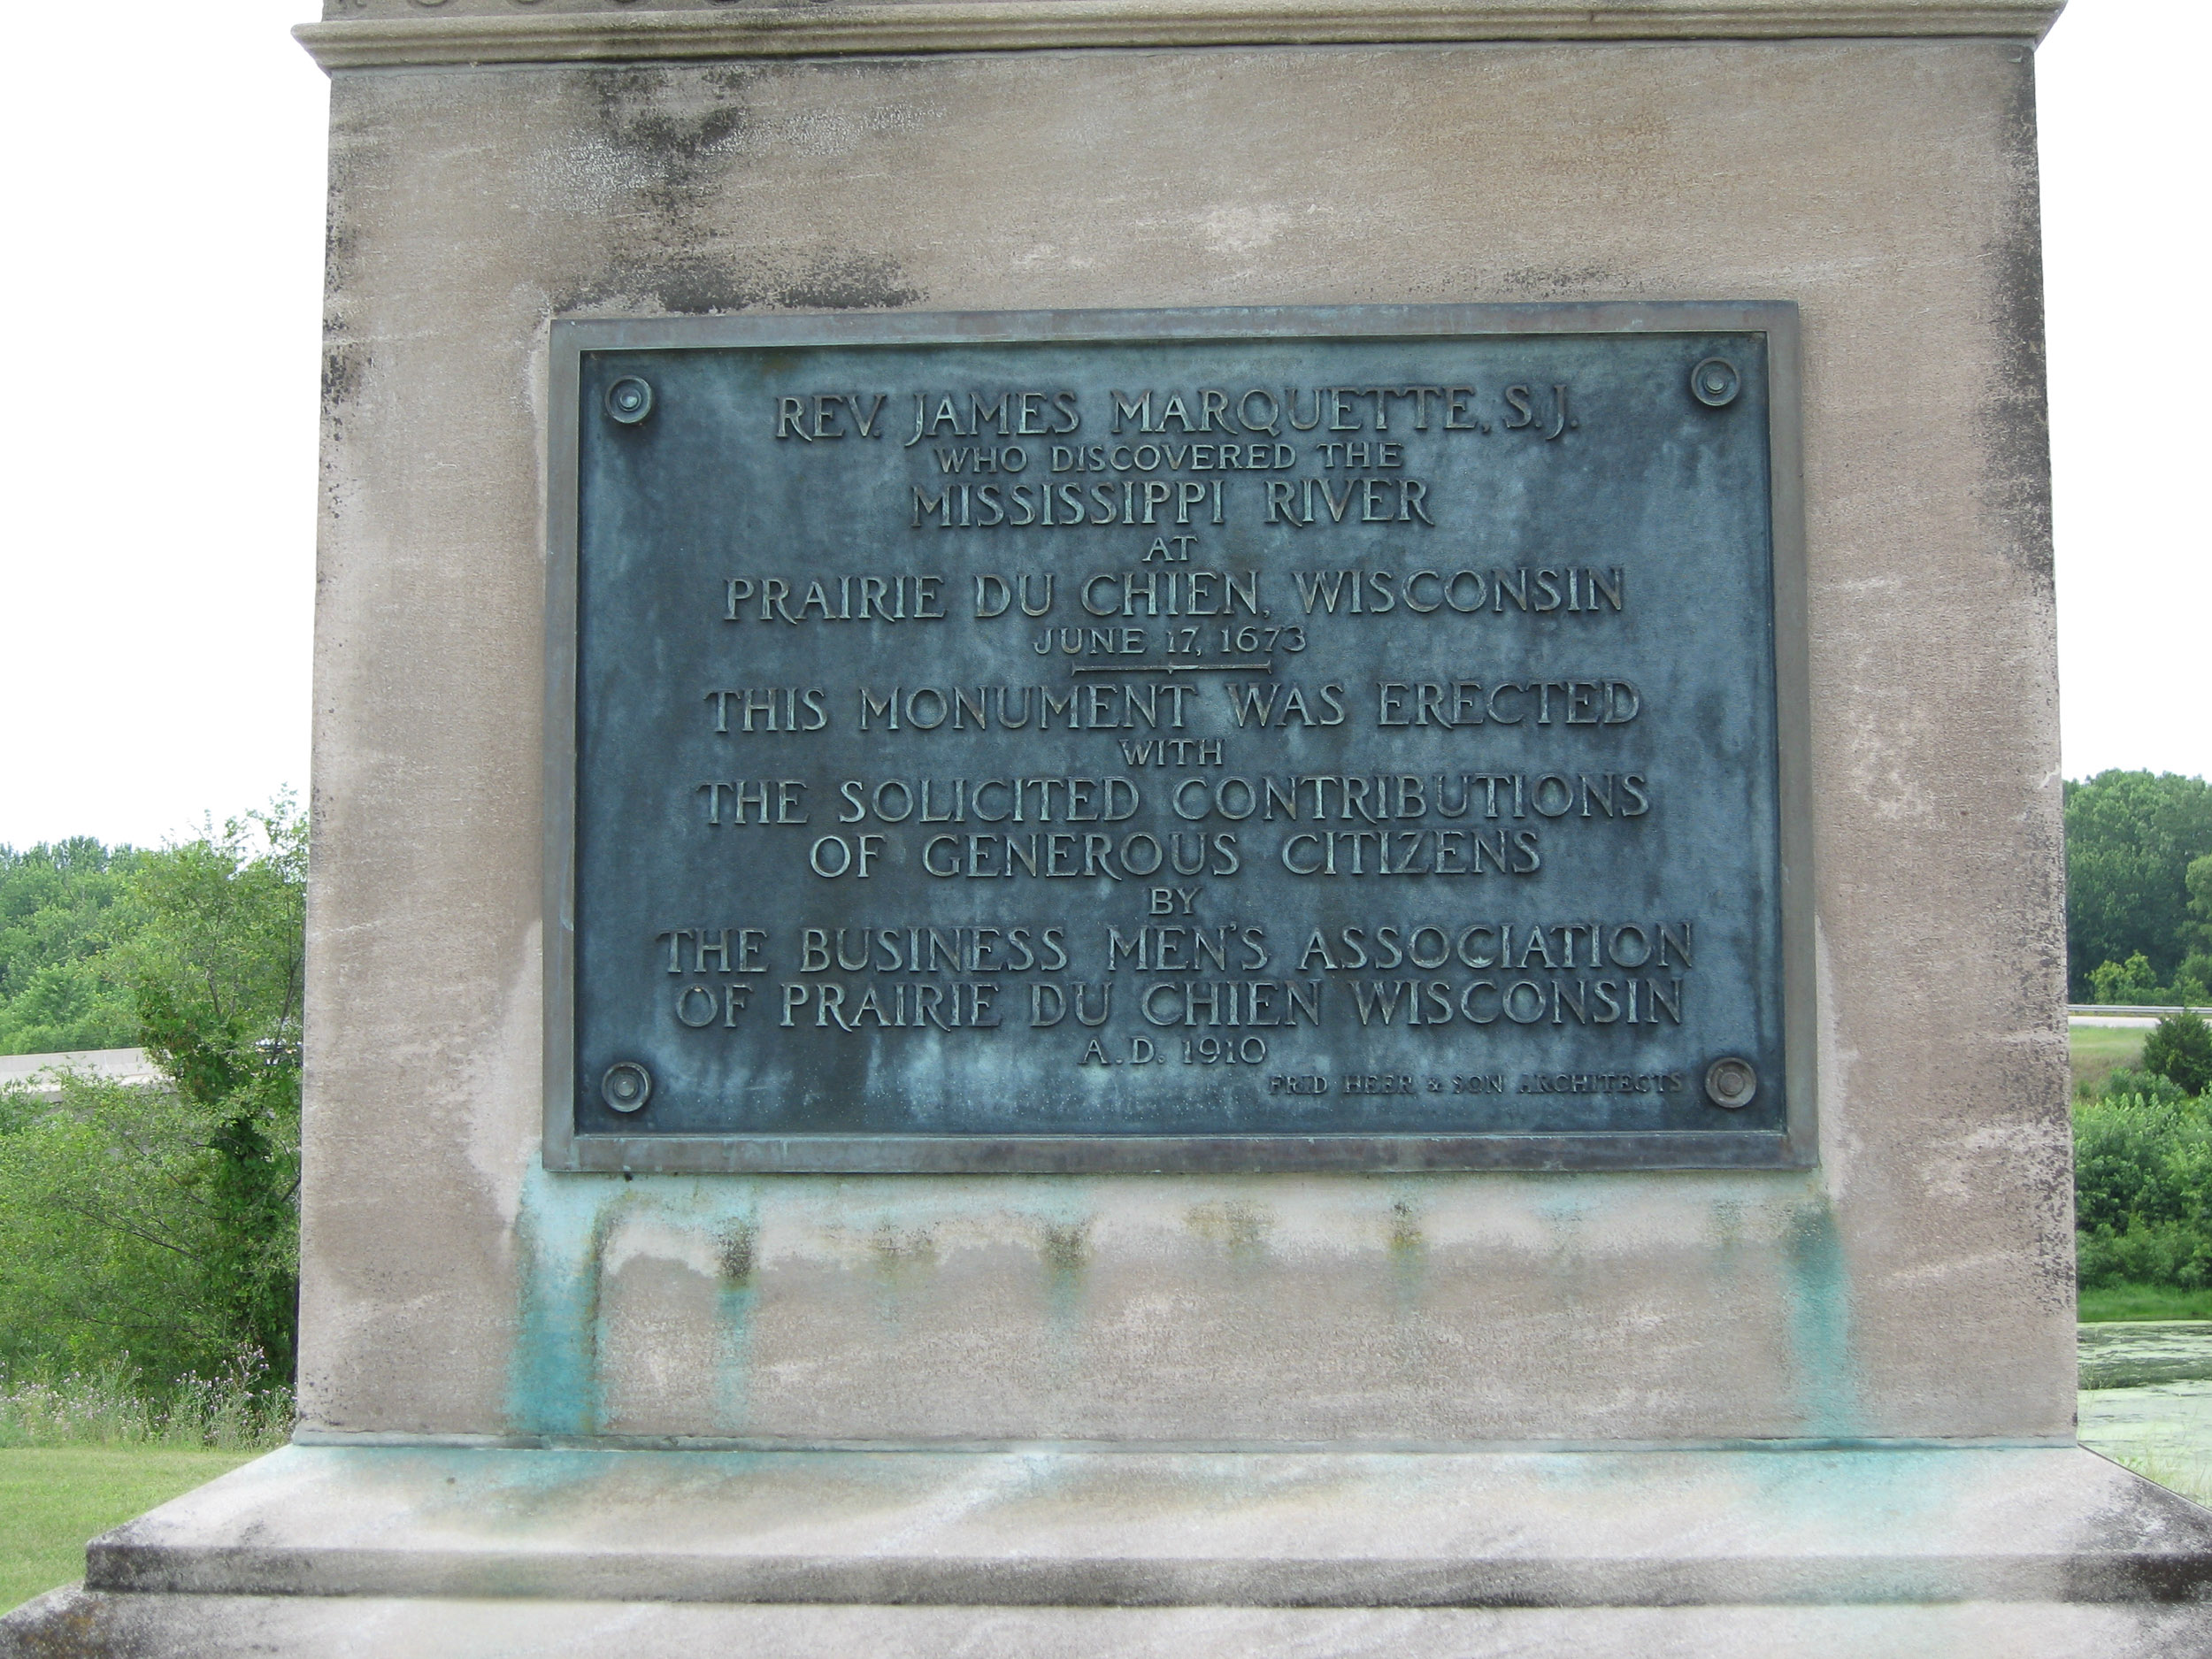 REV. JAMES MARQUETTE, S.J.
WHO DISCOVERED THE
MISSISSIPPI RIVER
AT
PRAIRIE DU CHIEN, WISCONSIN
JUNE 17, 1673
THIS MONUMENT WAS ERECTED
WITH
THE SOLICITED CONTRIBUTIONS
OF GENEROUS CITIZENS
BY
THE BUSINESS MEN'S ASSOCIATION
OF PRAIRIE DU CHIEN WISCONSIN
A.D. 1910
FRID HEER & SON ARCHITECTS